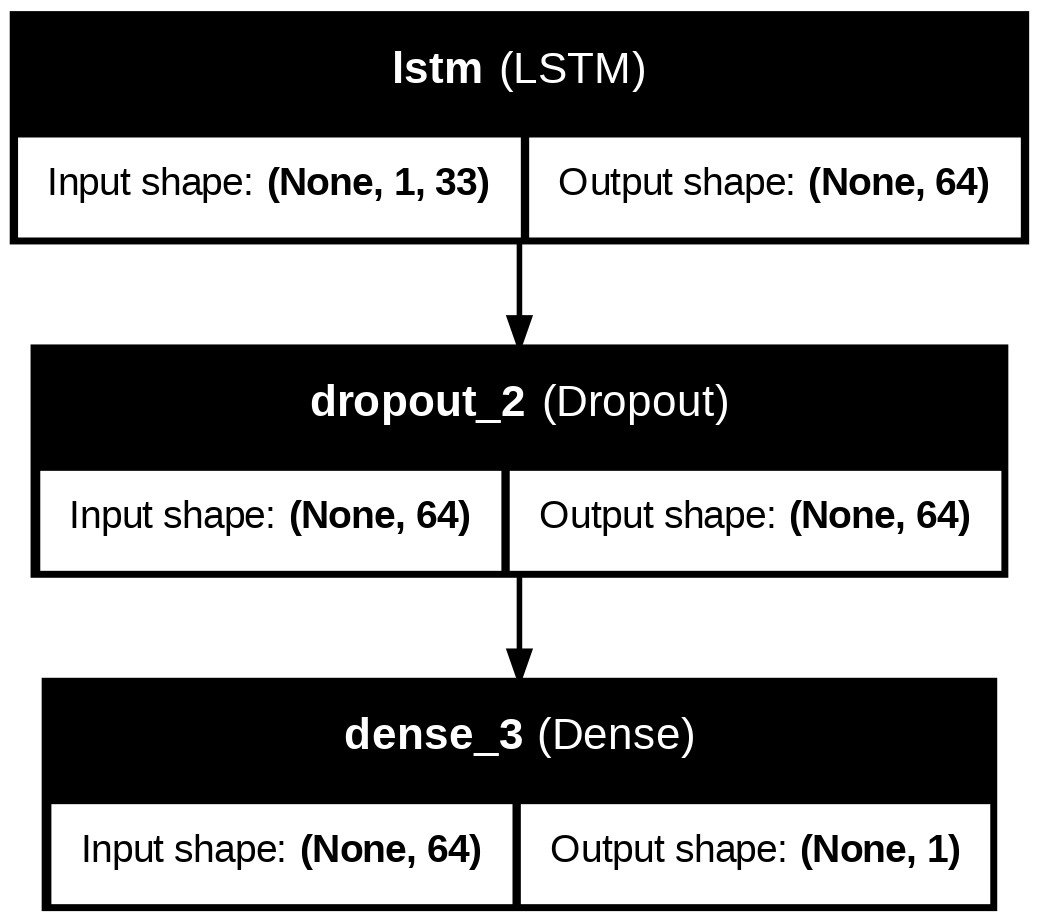 lstm (LSTM)
Input shape: (None, 1, 33) Output shape: (None, 64)
dropout_2 (Dropout)
Input shape: (None, 64) Output shape: (None, 64)
dense_3 (Dense)
Input shape: (None, 64) Output shape: (None, 1)